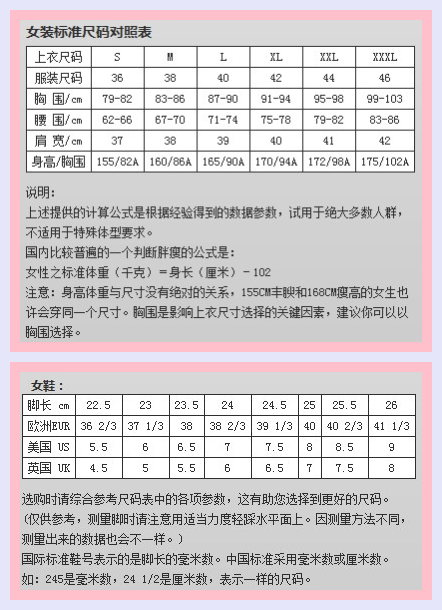 女装标准尺码对照表
上衣尺码 S M L XL XXL XXXL
服装尺码 36 38 40 42 44 46
胸 围/cm 79-82 83-86 87-90 91-94 95-98 99-103
腰 围/cm 62-66 67-70 71-74 75-78 79-82 83-86
肩 宽/cm 37 38 39 40 41 42
身高/胸围 155/82A 160/86A 165/90A 170/94A 172/98A 175/102A
说明:
上述提供的计算公式是根据经验得到的数据参数，试用于绝大多数人群，
不适用于特殊体型要求。
国内比较普遍的一个判断胖瘦的公式是:
女性之标准体重（千克）＝身长（厘米）－102
注意: 身高体重与尺寸没有绝对的关系，155CM丰腴和168CM瘦高的女生也
许会穿同一个尺寸。胸围是影响上衣尺寸选择的关键因素，建议你可以以
胸围选择。
女鞋:
脚长 cm 22.5 23 23.5 24 24.5 25 25.5 26
欧洲EUR 36 2/3 37 1/3 38 38 2/3 39 1/3 40 40 2/3 41 1/3
美国 US 5.5 6 6.5 7 7.5 8 8.5 9
英国 UK 4.5 5 5.5 6 6.5 7 7.5 8
选购时请综合参考尺码表中的各项参数，这有助您选择到更好的尺码。
(仅供参考，测量脚时请注意用适当力度轻踩水平面上。因测量方法不同，
测量出来的数据也会不一样。)
国际标准鞋号表示的是脚长的毫米数。中国标准采用毫米数或厘米数。
如: 245是毫米数，24 1/2是厘米数，表示一样的尺码。